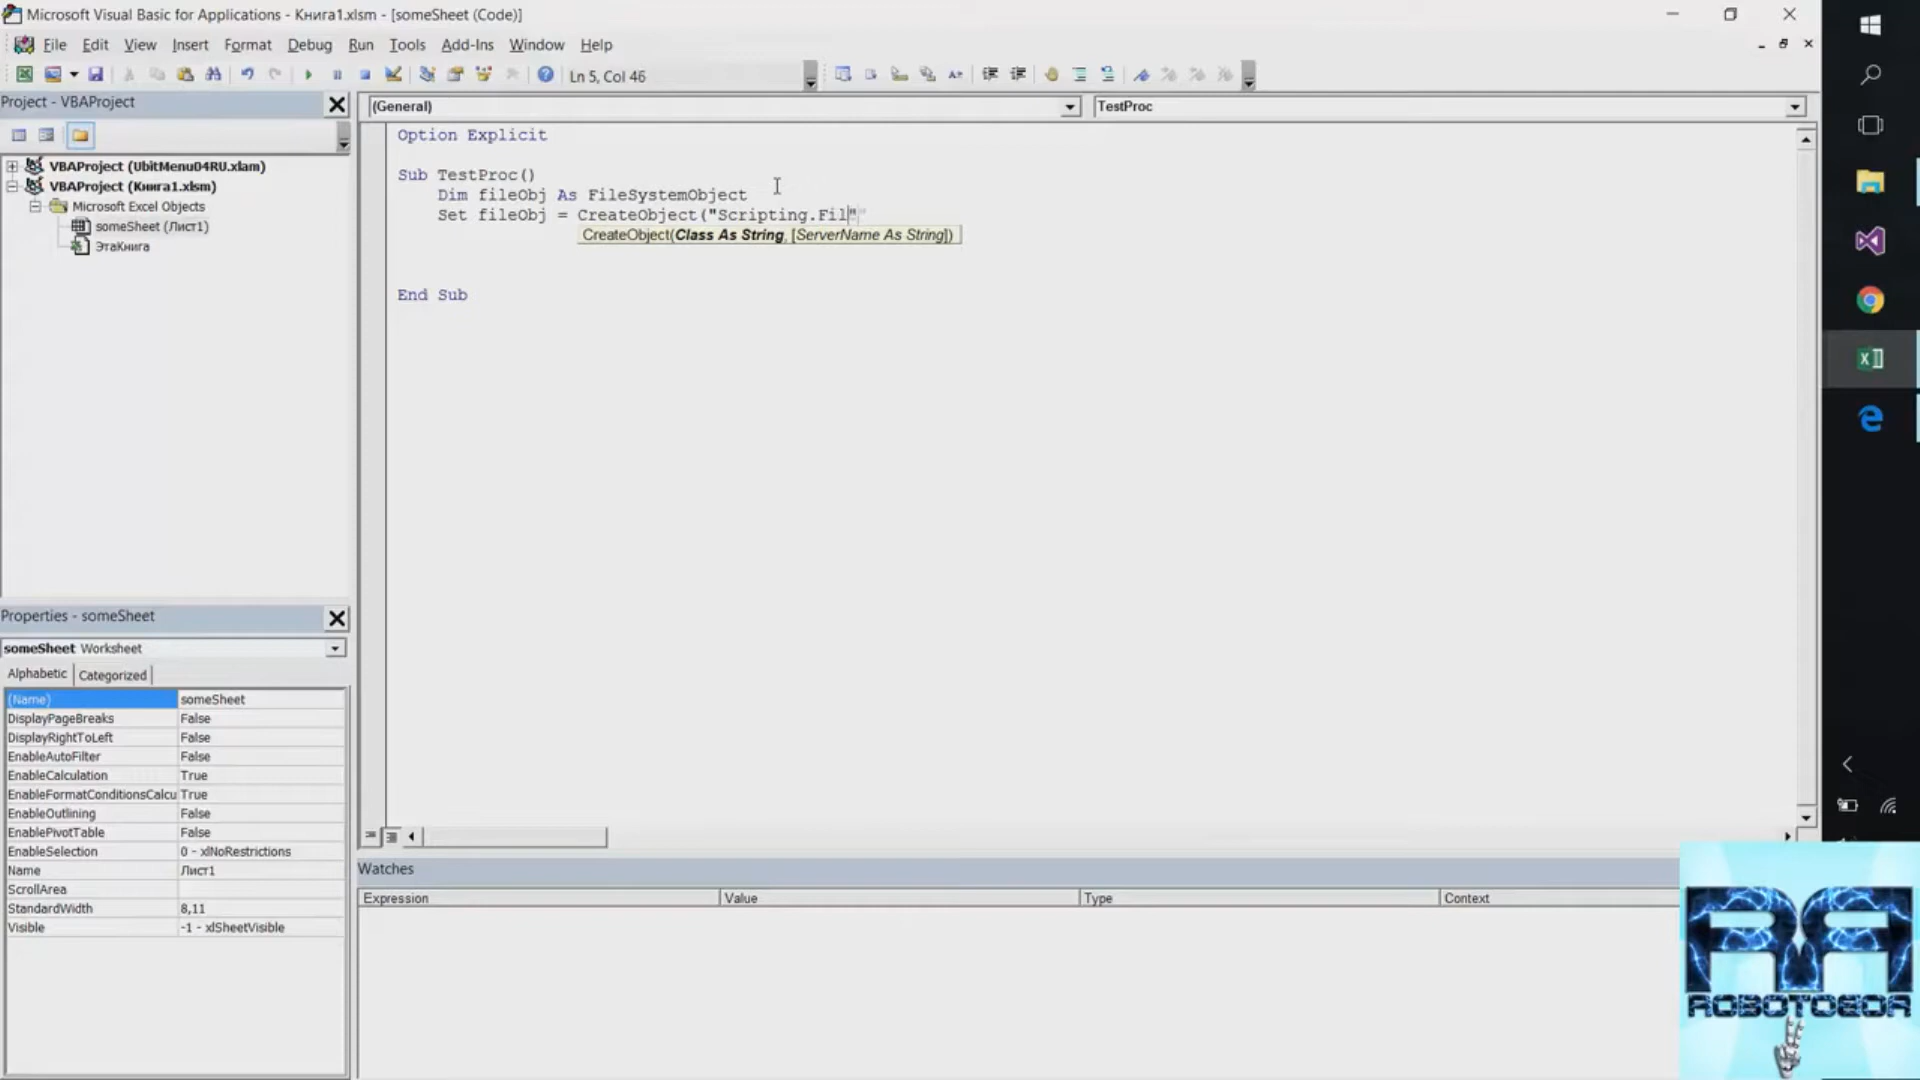 Microsoft Visual Basic for Applications - Книга1.xlsm - [someSheet (Code)]
File Edit View Insert Format Debug Run Tools Add-Ins Window Help
Ln 5, Col 46
Project - VBAProject
(General)
TestProc
VBAProject (UbitMenu04RU.xlam)
VBAProject (Книга1.xlsm)
Microsoft Excel Objects
someSheet (Лист1)
ЭтаКнига
Option Explicit
Sub TestProc()
Dim fileObj As FileSystemObject
Set fileObj = CreateObject("Scripting.Fil"
CreateObject(Class As String, [ServerName As String])
End Sub
Properties - someSheet
someSheet Worksheet
Alphabetic Categorized
(Name) someSheet
DisplayPageBreaks False
DisplayRightToLeft False
EnableAutoFilter False
EnableCalculation True
EnableFormatConditionsCalcu True
EnableOutlining False
EnablePivotTable False
EnableSelection 0 - xlNoRestrictions
Name Лист1
ScrollArea
StandardWidth 8,11
Visible -1 - xlSheetVisible
Watches
Expression Value Type Context